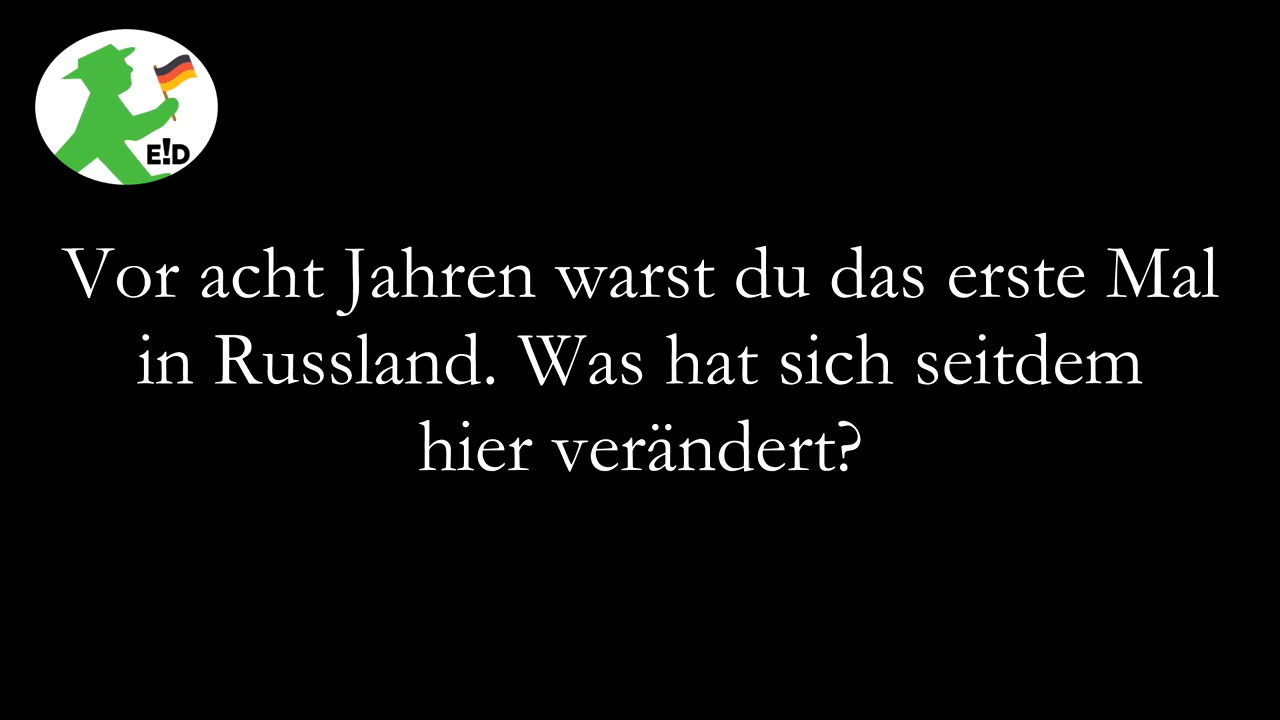 E!D
Vor acht Jahren warst du das erste Mal
in Russland. Was hat sich seitdem
hier verändert?